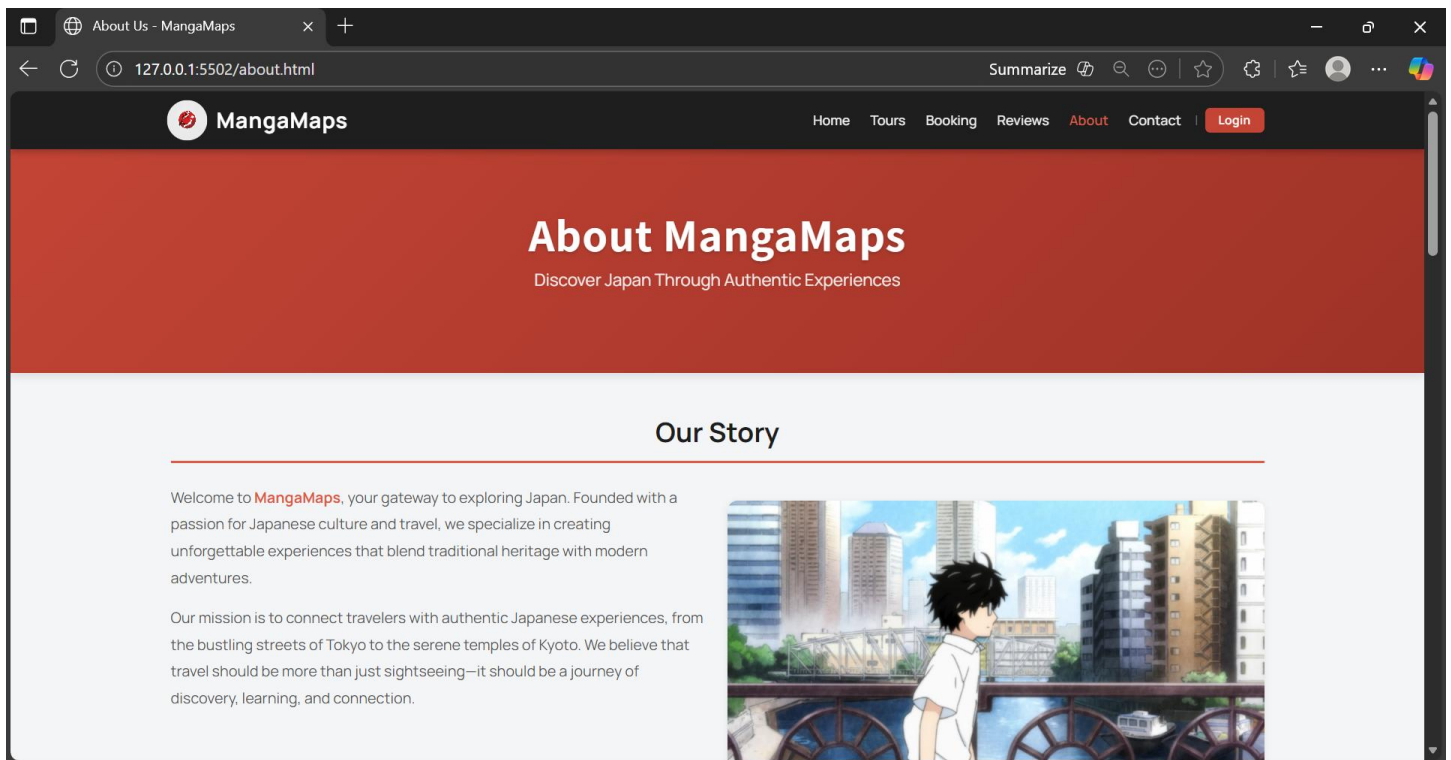 About Us - MangaMaps
127.0.0.1:5502/about.html
Summarize
MangaMaps
Home Tours Booking Reviews About Contact | Login
About MangaMaps
Discover Japan Through Authentic Experiences
Our Story
Welcome to MangaMaps, your gateway to exploring Japan. Founded with a
passion for Japanese culture and travel, we specialize in creating
unforgettable experiences that blend traditional heritage with modern
adventures.
Our mission is to connect travelers with authentic Japanese experiences, from
the bustling streets of Tokyo to the serene temples of Kyoto. We believe that
travel should be more than just sightseeing—it should be a journey of
discovery, learning, and connection.